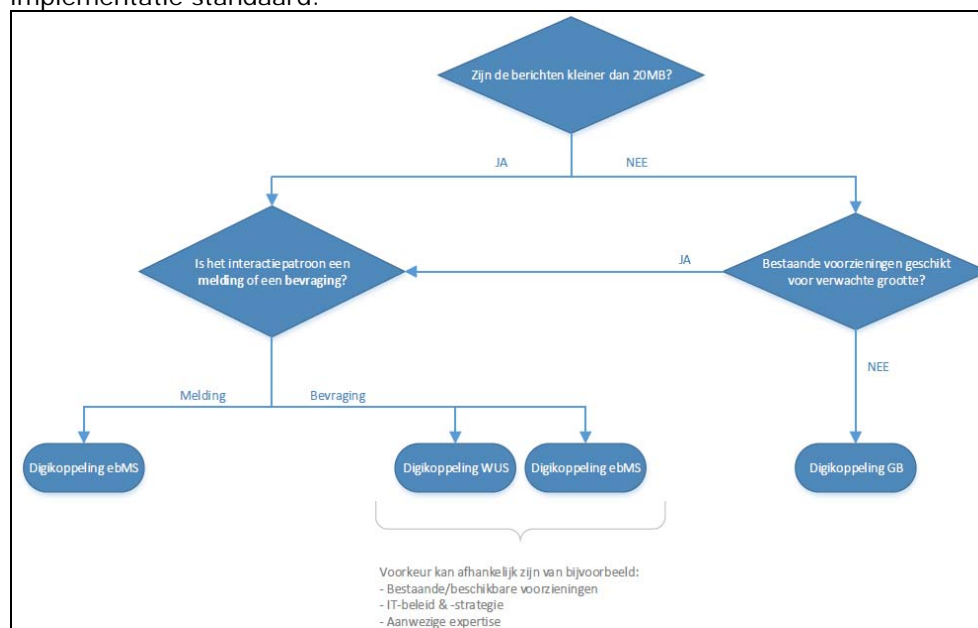 implementatie standaard:
Zijn de berichten kleiner dan 20MB?
JA
NEE
Is het interactiepatroon een
melding of een bevraging?
JA
Bestaande voorzieningen geschikt
voor verwachte grootte?
NEE
Melding
Bevraging
Digikoppeling ebMS
Digikoppeling WUS
Digikoppeling ebMS
Digikoppeling GB
Voorkeur kan afhankelijk zijn van bijvoorbeeld:
- Bestaande/beschikbare voorzieningen
- IT-beleid & -strategie
- Aanwezige expertise